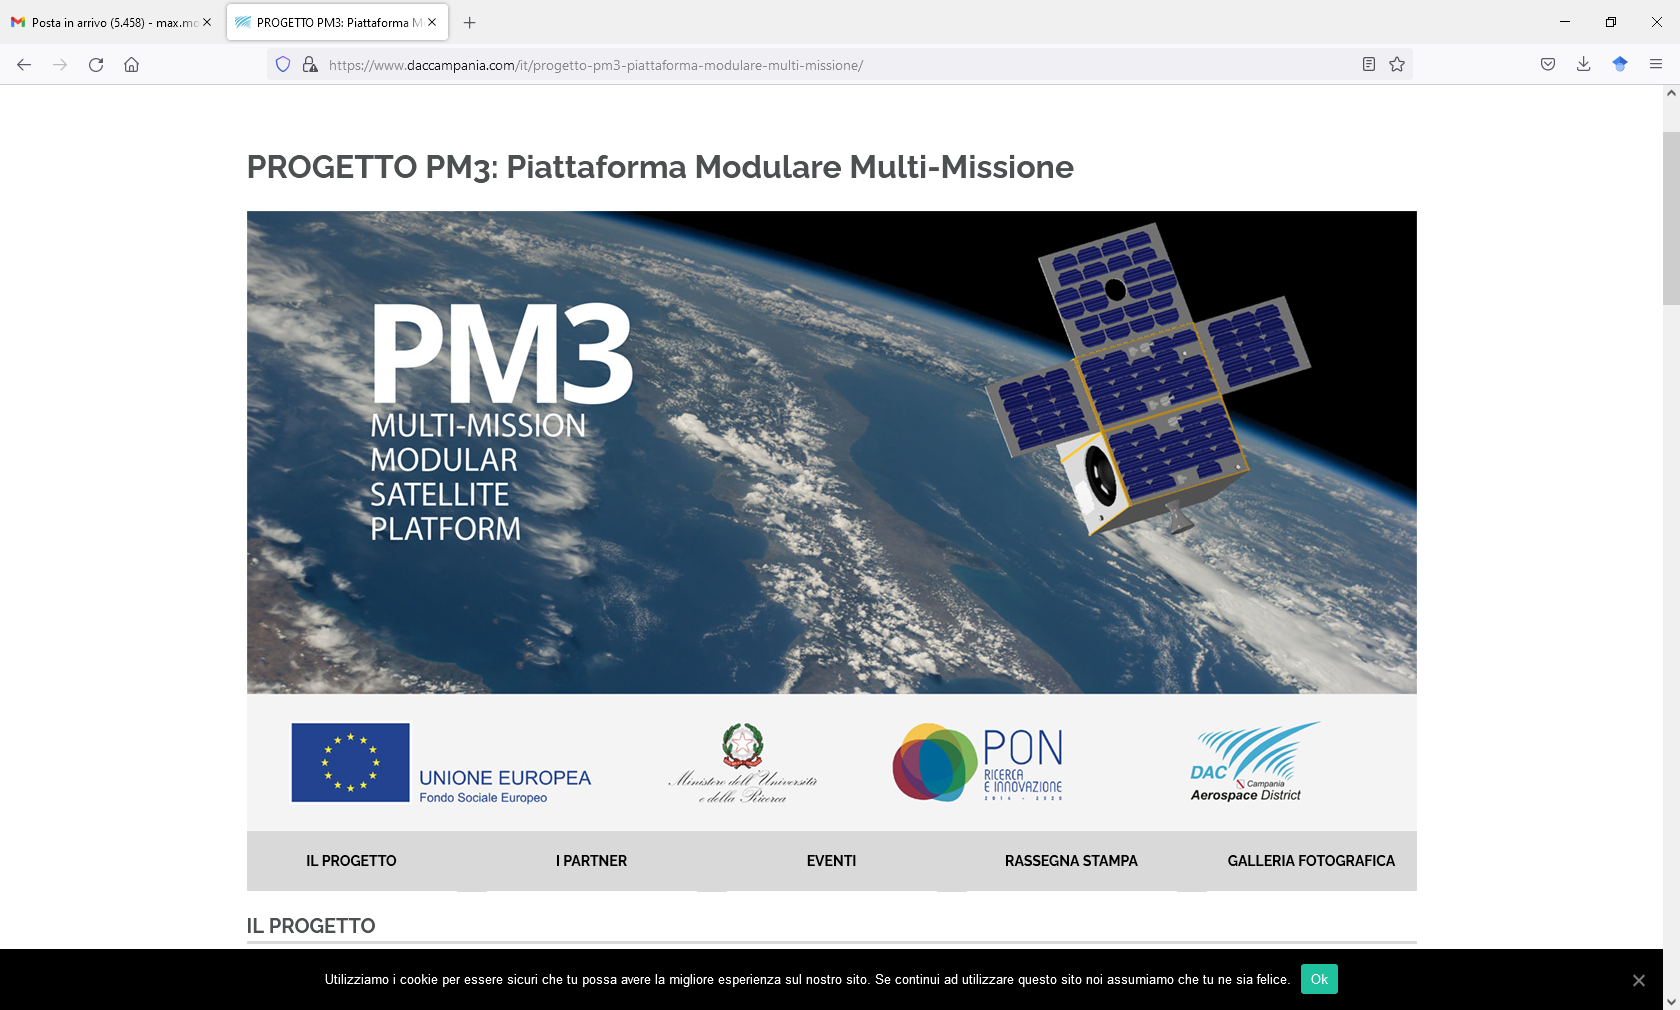 Posta in arrivo (5.458) - max.mo
PROGETTO PM3: Piattaforma M
https://www.daccampania.com/it/progetto-pm3-piattaforma-modulare-multi-missione/
PROGETTO PM3: Piattaforma Modulare Multi-Missione
PM3
MULTI-MISSION
MODULAR
SATELLITE
PLATFORM
UNIONE EUROPEA
Fondo Sociale Europeo
Ministero dell'Università
e della Ricerca
PON
RICERCA
E INNOVAZIONE
2014 - 2020
DAC
Campania
Aerospace District
IL PROGETTO
I PARTNER
EVENTI
RASSEGNA STAMPA
GALLERIA FOTOGRAFICA
IL PROGETTO
Utilizziamo i cookie per essere sicuri che tu possa avere la migliore esperienza sul nostro sito. Se continui ad utilizzare questo sito noi assumiamo che tu ne sia felice.
Ok